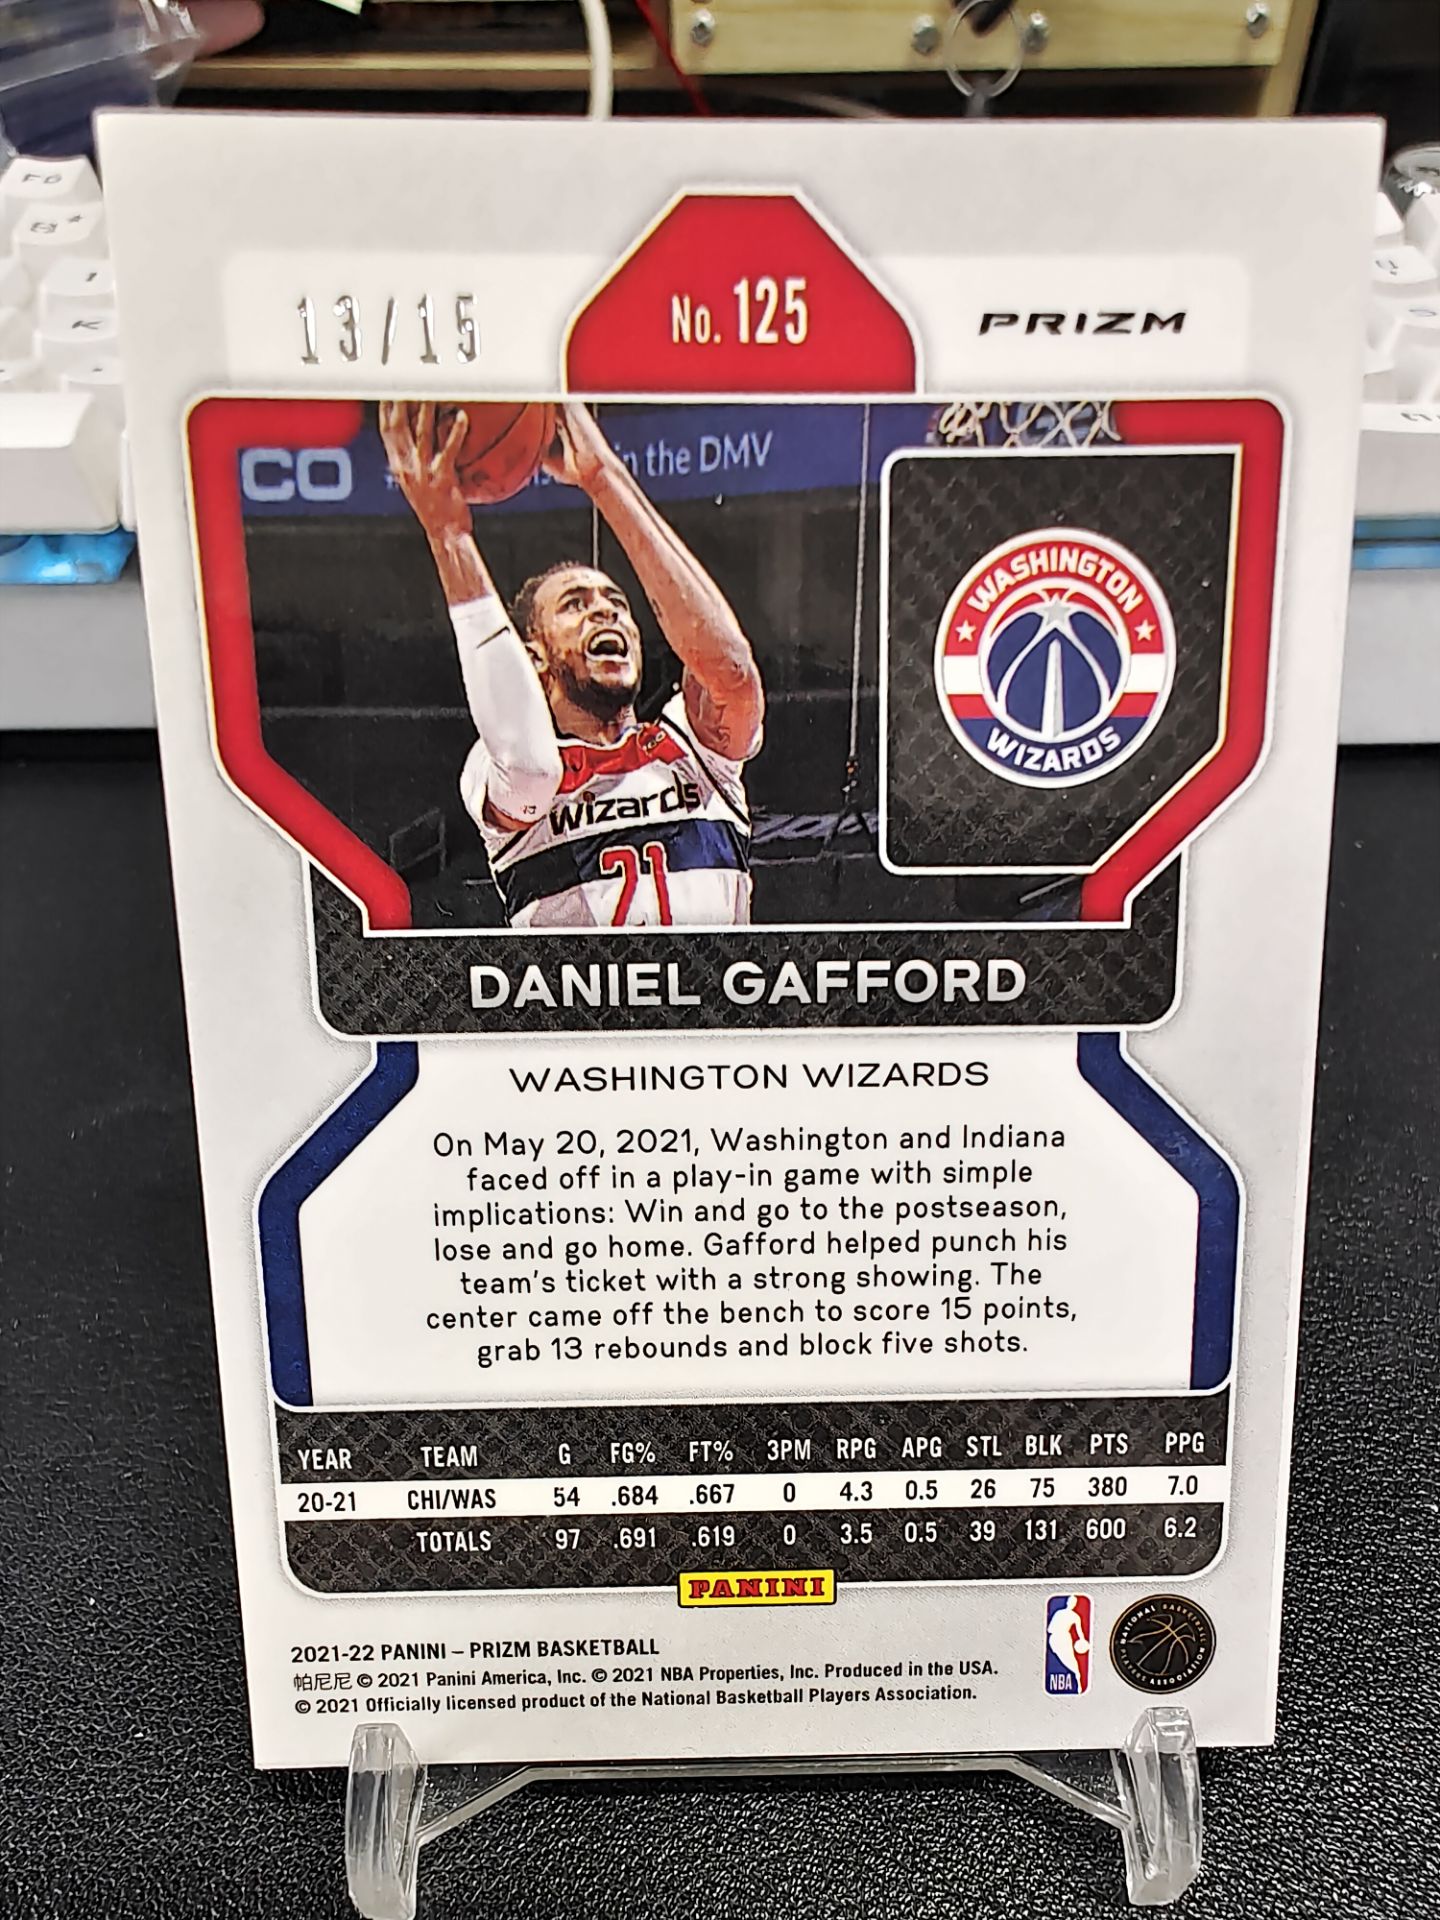 13/15
No. 125
PRIZM
CO
in the DMV
WASHINGTON
WIZARDS
Wizards
21
DANIEL GAFFORD
WASHINGTON WIZARDS
On May 20, 2021, Washington and Indiana
faced off in a play-in game with simple
implications: Win and go to the postseason,
lose and go home. Gafford helped punch his
team's ticket with a strong showing. The
center came off the bench to score 15 points,
grab 13 rebounds and block five shots.
YEAR TEAM G FG% FT% 3PM RPG APG STL BLK PTS PPG
20-21 CHI/WAS 54 .684 .667 0 4.3 0.5 26 75 380 7.0
TOTALS 97 .691 .619 0 3.5 0.5 39 131 600 6.2
PANINI
2021-22 PANINI – PRIZM BASKETBALL
帕尼尼 © 2021 Panini America, Inc. © 2021 NBA Properties, Inc. Produced in the USA.
© 2021 Officially licensed product of the National Basketball Players Association.
NBA
NATIONAL BASKETBALL
PLAYERS ASSOCIATION